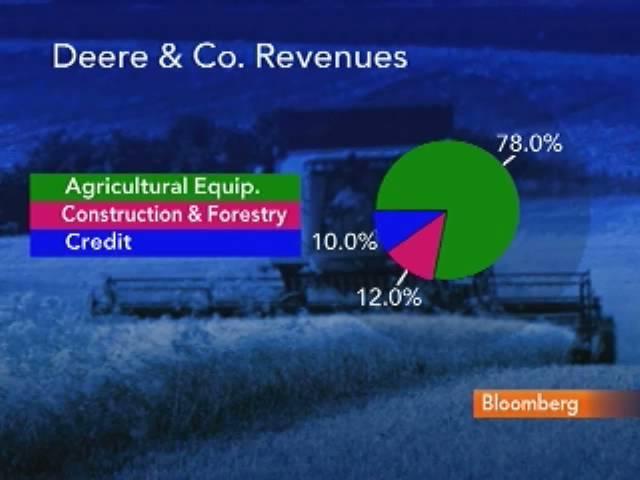 Deere & Co. Revenues
78.0%
Agricultural Equip.
Construction & Forestry
Credit
10.0%
12.0%
Bloomberg